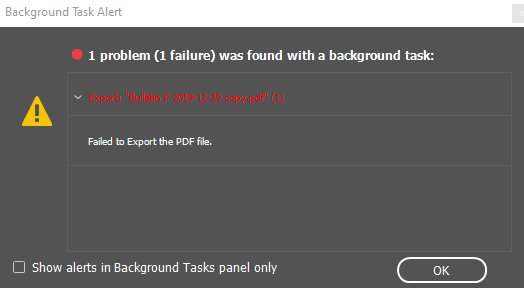 Background Task Alert
1 problem (1 failure) was found with a background task:
Export: "Bulletin P 2019-12-29 copy.pdf" (1)
Failed to Export the PDF file.
Show alerts in Background Tasks panel only
OK